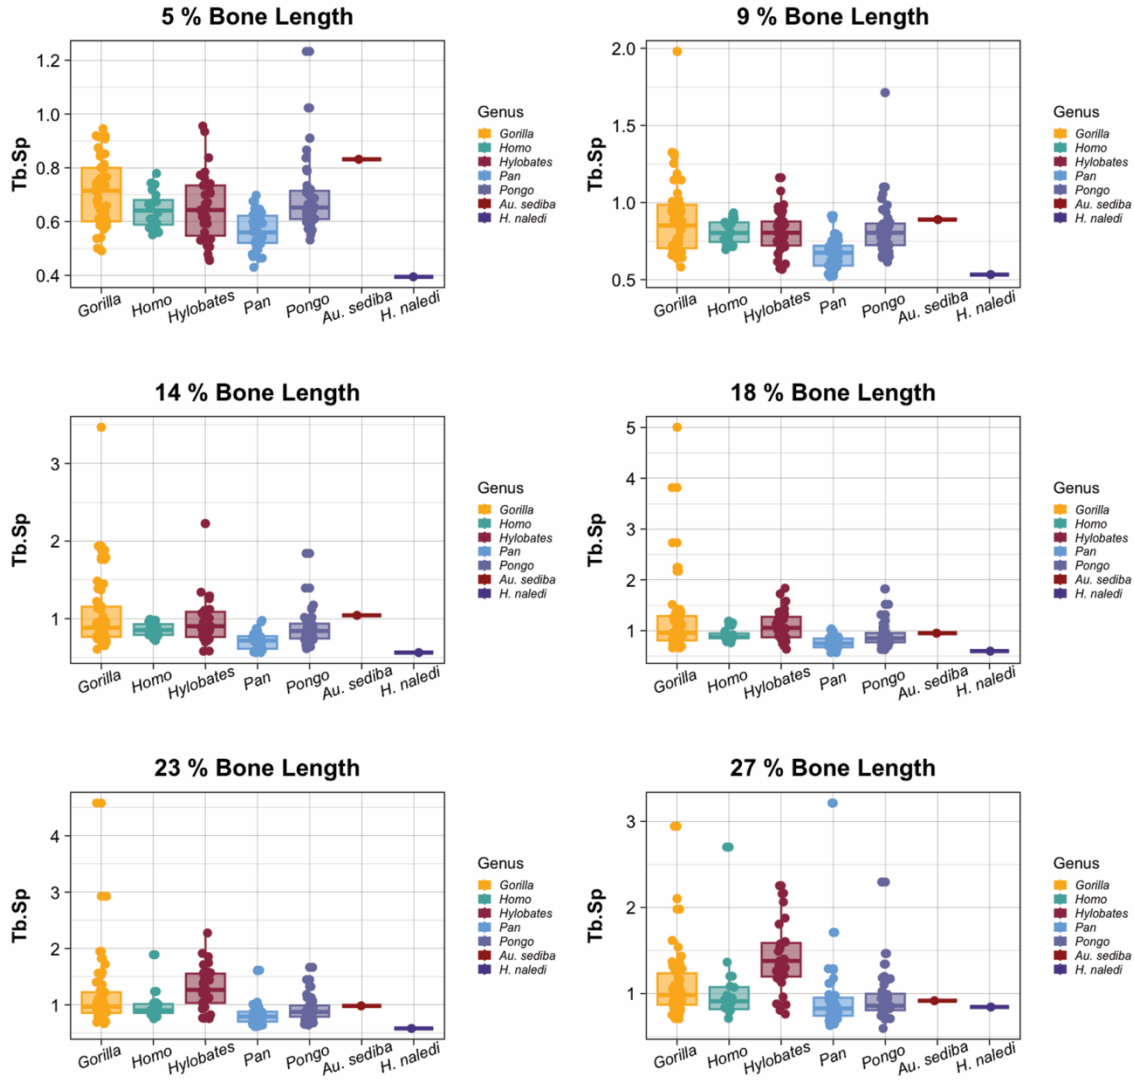 5 % Bone Length
1.2
1.0
0.8
0.6
0.4
Tb.Sp
Gorilla
Homo
Hylobates
Pan
Pongo
Au. sediba
H. naledi
Genus
Gorilla
Homo
Hylobates
Pan
Pongo
Au. sediba
H. naledi
9 % Bone Length
2.0
1.5
1.0
0.5
Tb.Sp
Gorilla
Homo
Hylobates
Pan
Pongo
Au. sediba
H. naledi
Genus
Gorilla
Homo
Hylobates
Pan
Pongo
Au. sediba
H. naledi
14 % Bone Length
3
2
1
Tb.Sp
Gorilla
Homo
Hylobates
Pan
Pongo
Au. sediba
H. naledi
Genus
Gorilla
Homo
Hylobates
Pan
Pongo
Au. sediba
H. naledi
18 % Bone Length
5
4
3
2
1
Tb.Sp
Gorilla
Homo
Hylobates
Pan
Pongo
Au. sediba
H. naledi
Genus
Gorilla
Homo
Hylobates
Pan
Pongo
Au. sediba
H. naledi
23 % Bone Length
4
3
2
1
Tb.Sp
Gorilla
Homo
Hylobates
Pan
Pongo
Au. sediba
H. naledi
Genus
Gorilla
Homo
Hylobates
Pan
Pongo
Au. sediba
H. naledi
27 % Bone Length
3
2
1
Tb.Sp
Gorilla
Homo
Hylobates
Pan
Pongo
Au. sediba
H. naledi
Genus
Gorilla
Homo
Hylobates
Pan
Pongo
Au. sediba
H. naledi